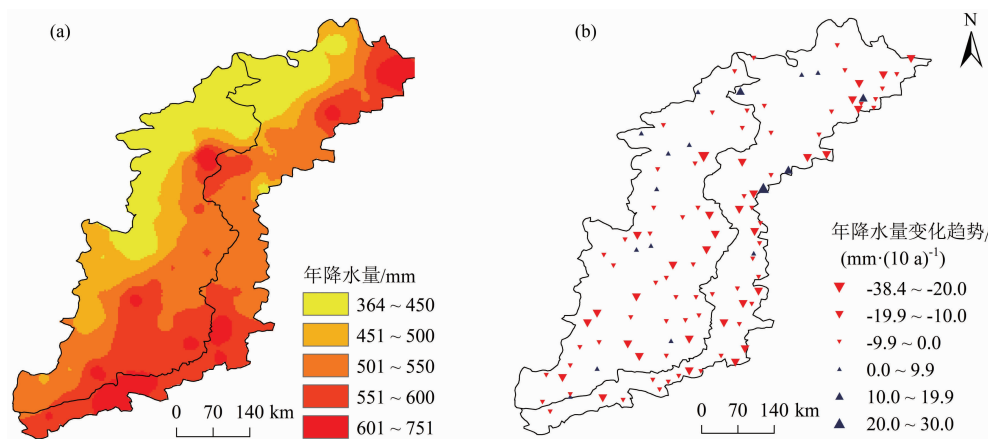 (a)
年降水量/mm
364 ~ 450
451 ~ 500
501 ~ 550
551 ~ 600
601 ~ 751
0 70 140 km
(b)
N
年降水量变化趋势/
(mm·(10 a)⁻¹)
-38.4 ~ -20.0
-19.9 ~ -10.0
-9.9 ~ 0.0
0.0 ~ 9.9
10.0 ~ 19.9
20.0 ~ 30.0
0 70 140 km